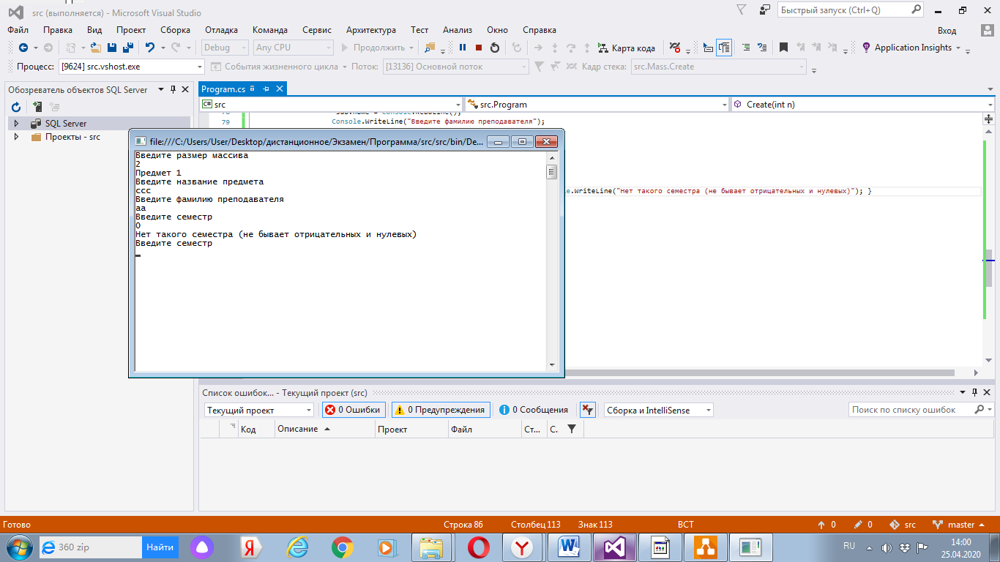 src (выполняется) - Microsoft Visual Studio
Быстрый запуск (Ctrl+Q)
Файл Правка Вид Проект Сборка Отладка Команда Сервис Архитектура Тест Анализ Окно Справка
Вход
Debug Any CPU Продолжить Карта кода Application Insights
Процесс: [9624] src.vshost.exe События жизненного цикла Поток: [13136] Основной поток Кадр стека: src.Mass.Create
Обозреватель объектов SQL Server
SQL Server
Проекты - src
Program.cs
C# src src.Program Create(int n)
79 Console.WriteLine("Введите фамилию преподавателя");
file:///C:/Users/User/Desktop/дистанционное/Экзамен/Программа/src/src/bin/De...
Введите размер массива
2
Предмет 1
Введите название предмета
ссс
Введите фамилию преподавателя
аа
Введите семестр
0
Нет такого семестра (не бывает отрицательных и нулевых)
Введите семестр
.WriteLine("Нет такого семестра (не бывает отрицательных и нулевых)"); }
Список ошибок... - Текущий проект (src)
Текущий проект 0 Ошибки 0 Предупреждения 0 Сообщения Сборка и IntelliSense Поиск по списку ошибок
Код Описание Проект Файл Ст... С.
Готово Строка 86 Столбец 113 Знак 113 ВСТ 0 0 src master
360 zip Найти RU 14:00
25.04.2020